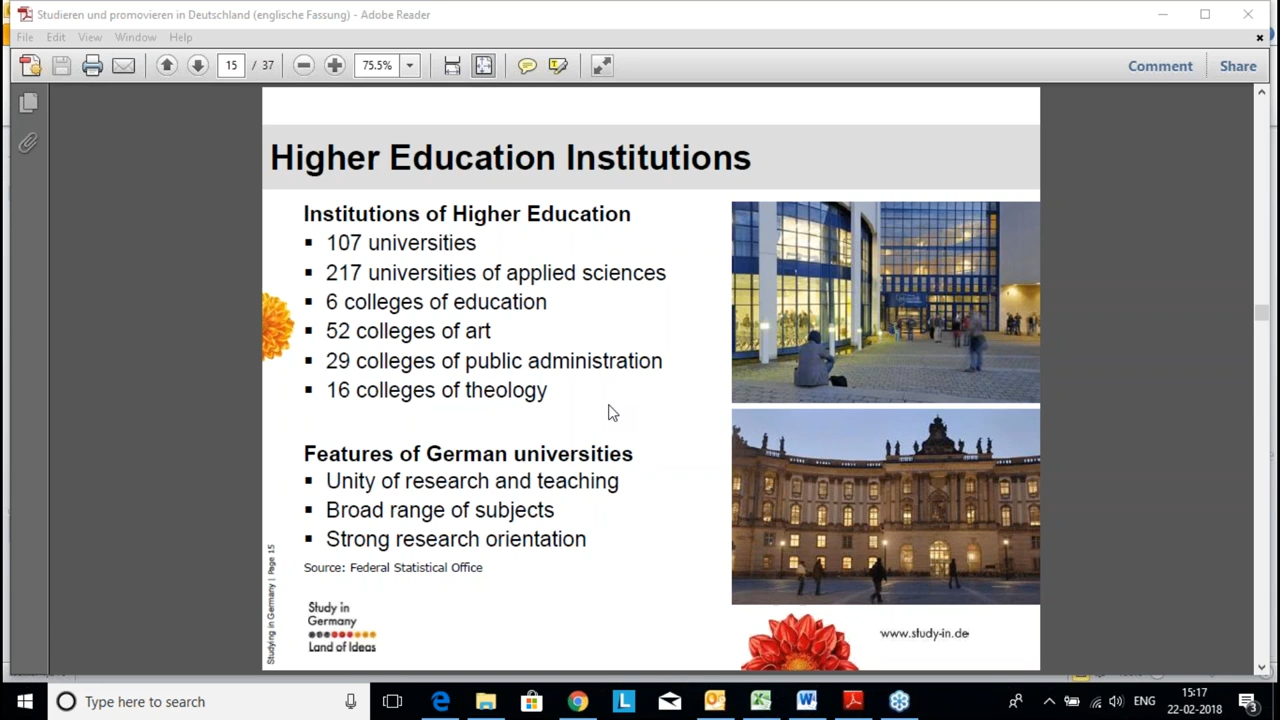 Studieren und promovieren in Deutschland (englische Fassung) - Adobe Reader
File Edit View Window Help
15 / 37 75.5% Comment Share
Higher Education Institutions
Institutions of Higher Education
▪ 107 universities
▪ 217 universities of applied sciences
▪ 6 colleges of education
▪ 52 colleges of art
▪ 29 colleges of public administration
▪ 16 colleges of theology
Features of German universities
▪ Unity of research and teaching
▪ Broad range of subjects
▪ Strong research orientation
Source: Federal Statistical Office
Studying in Germany | Page 15
Study in
Germany
Land of Ideas
www.study-in.de
Type here to search
ENG
15:17
22-02-2018
3